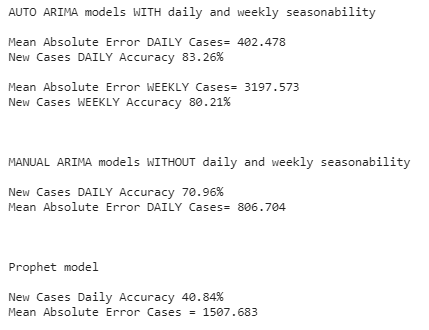 AUTO ARIMA models WITH daily and weekly seasonability
Mean Absolute Error DAILY Cases= 402.478
New Cases DAILY Accuracy 83.26%
Mean Absolute Error WEEKLY Cases= 3197.573
New Cases WEEKLY Accuracy 80.21%
MANUAL ARIMA models WITHOUT daily and weekly seasonability
New Cases DAILY Accuracy 70.96%
Mean Absolute Error DAILY Cases= 806.704
Prophet model
New Cases Daily Accuracy 40.84%
Mean Absolute Error Cases = 1507.683